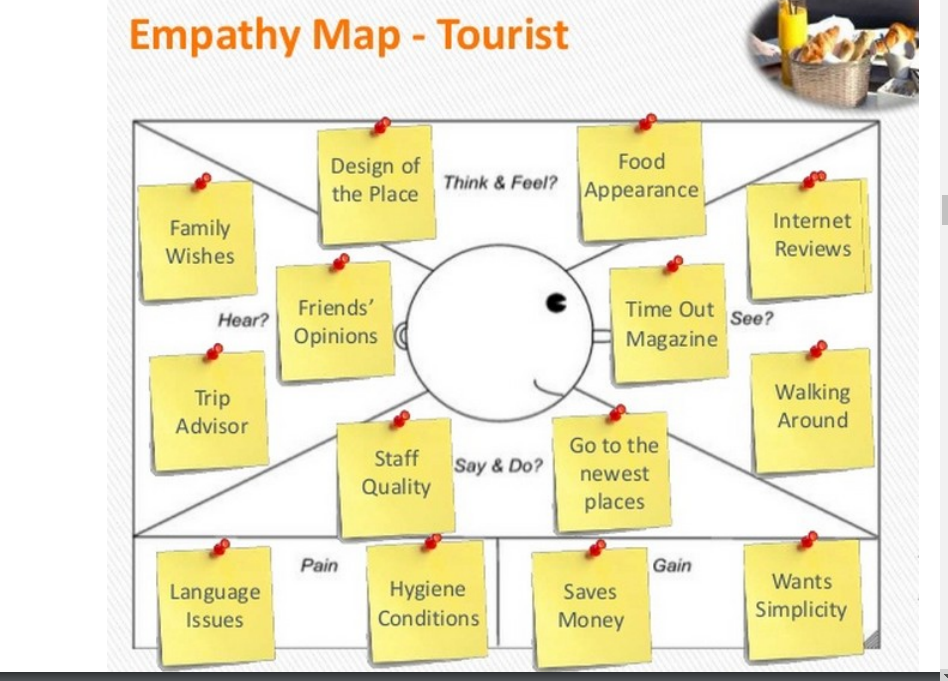 Empathy Map - Tourist
Design of
the Place
Think & Feel?
Food
Appearance
Family
Wishes
Internet
Reviews
Hear?
Friends’
Opinions
Time Out
Magazine
See?
Trip
Advisor
Walking
Around
Staff
Quality
Say & Do?
Go to the
newest
places
Pain
Language
Issues
Hygiene
Conditions
Gain
Saves
Money
Wants
Simplicity